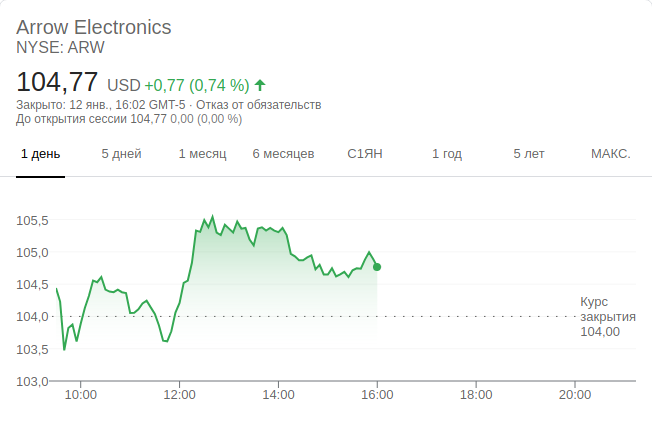 Arrow Electronics
NYSE: ARW
104,77 USD +0,77 (0,74 %)
Закрыто: 12 янв., 16:02 GMT-5 · Отказ от обязательств
До открытия сессии 104,77 0,00 (0,00 %)
1 день 5 дней 1 месяц 6 месяцев С1ЯН 1 год 5 лет МАКС.
105,5
105,0
104,5
104,0
103,5
103,0
Курс
закрытия
104,00
10:00 12:00 14:00 16:00 18:00 20:00